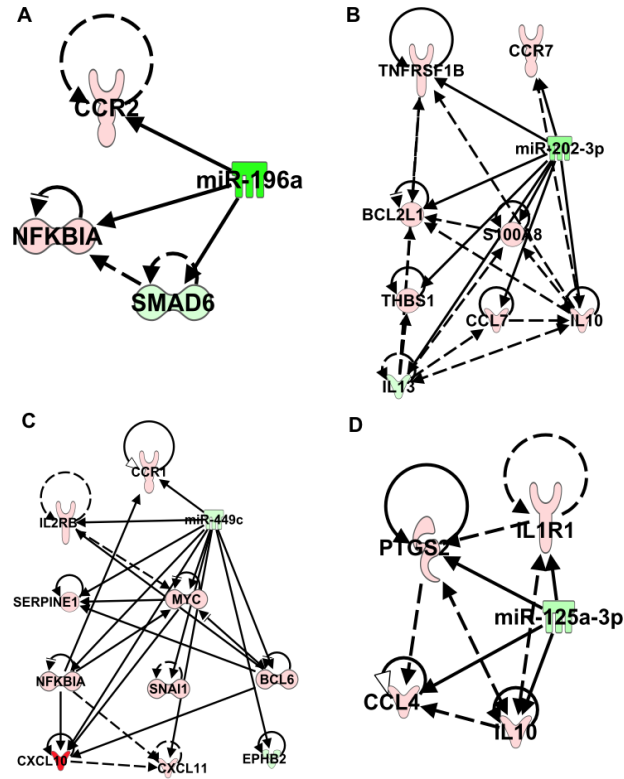 A
CCR2
miR-196a
NFKBIA
SMAD6
B
TNFRSF1B
CCR7
miR-202-3p
BCL2L1
S100A8
THBS1
CCL7
IL10
IL13
C
CCR1
IL2RB
miR-449c
SERPINE1
MYC
NFKBIA
SNAI1
BCL6
CXCL10
CXCL11
EPHB2
D
PTGS2
IL1R1
miR-125a-3p
CCL4
IL10